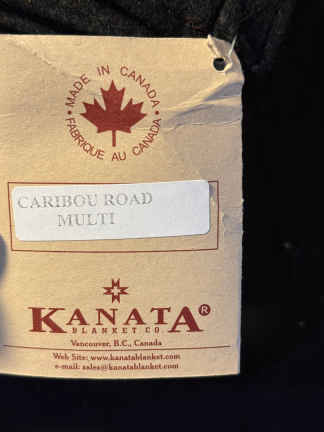 • MADE IN CANADA •
FABRIQUE AU CANADA
CARIBOU ROAD
MULTI
KANATA®
BLANKET CO.
Vancouver, B.C., Canada
Web Site: www.kanatablanket.com
e-mail: sales@kanatablanket.com